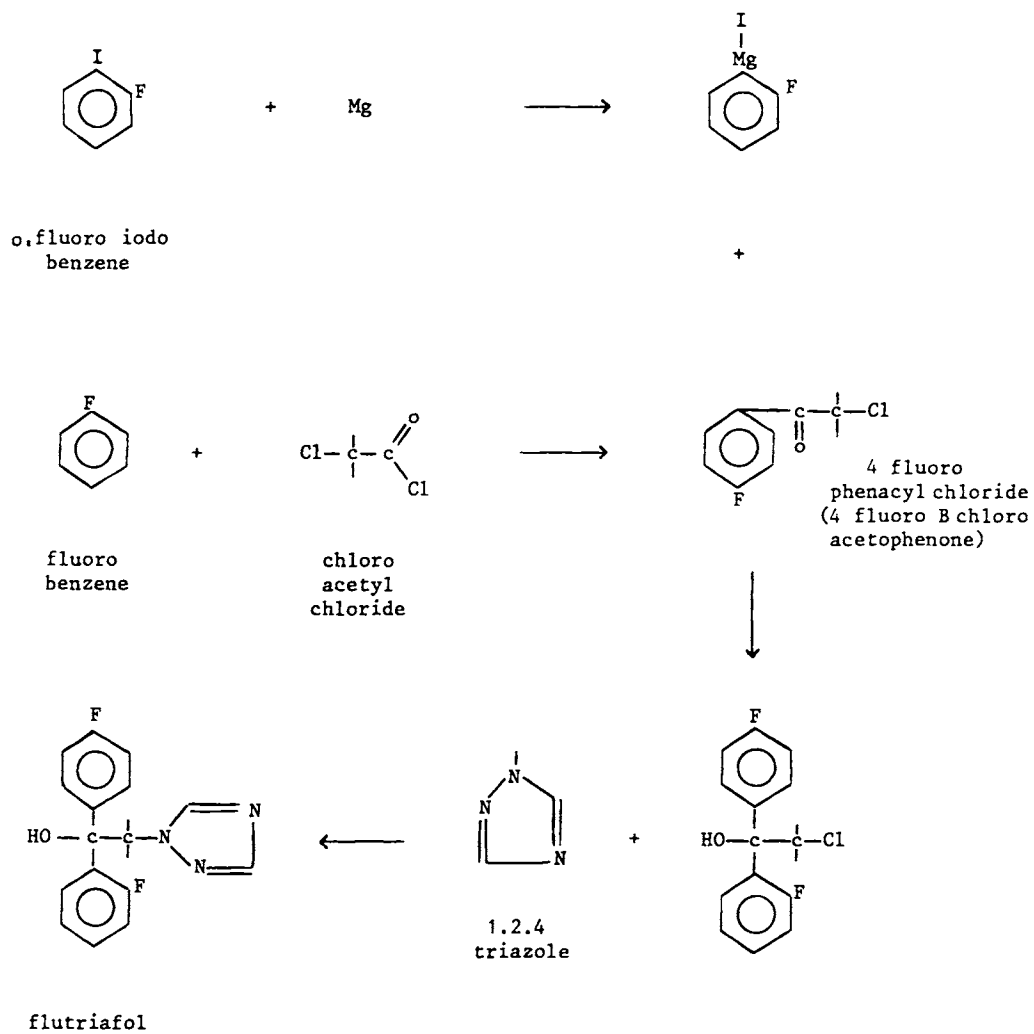 I
F
+
Mg
I
Mg
F
o.fluoro iodo
benzene
+
F
+
Cl
C
C
O
Cl
C
O
C
Cl
F
4 fluoro
phenacyl chloride
(4 fluoro B chloro
acetophenone)
fluoro
benzene
chloro
acetyl
chloride
F
HO
C
C
N
N
N
F
N
N
N
+
F
HO
C
C
Cl
F
1.2.4
triazole
flutriafol